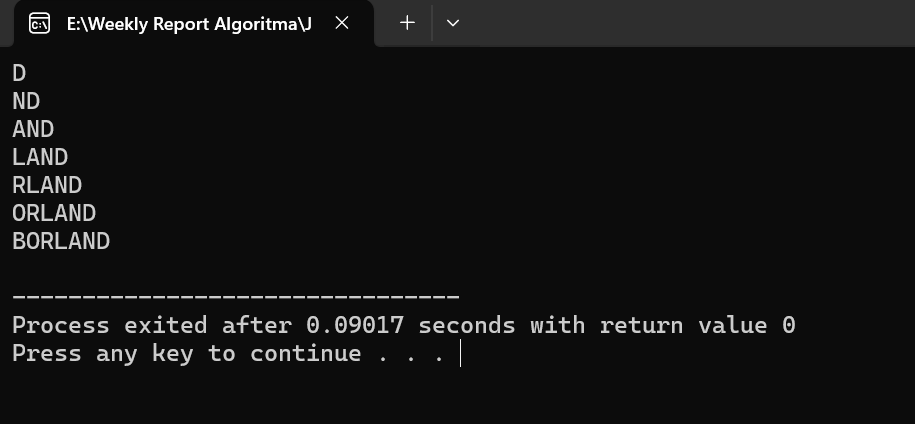 E:\Weekly Report Algoritma\J
D
ND
AND
LAND
RLAND
ORLAND
BORLAND
--------------------------------
Process exited after 0.09017 seconds with return value 0
Press any key to continue . . .